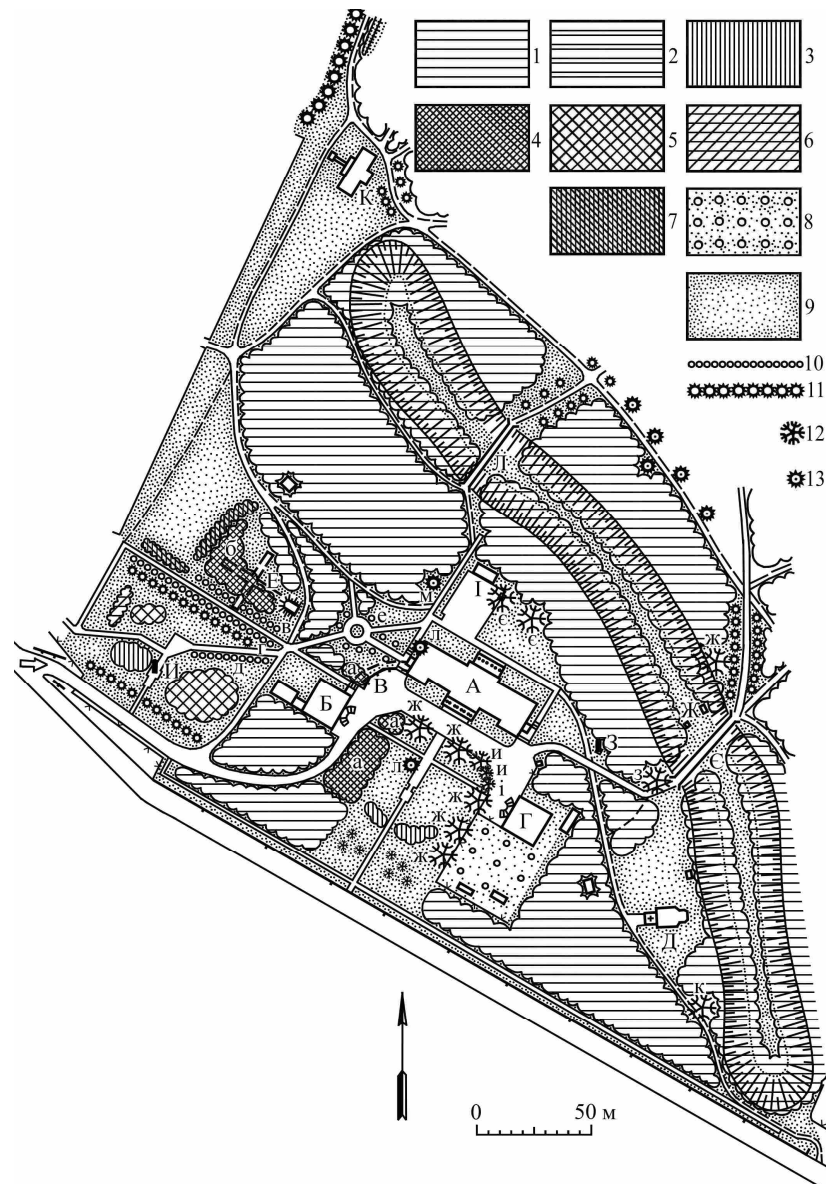 1 2 3
4 5 6
7 8
9
10
11
12
13
К
Ї
б
Е
в
м
І
є
є
с
г
л
Й
т
а
В
А
Б
ж
ж
З
а
ж
и
и
і
з
Є
а
л
ж
Г
ж
ж
Д
к
0 50 м